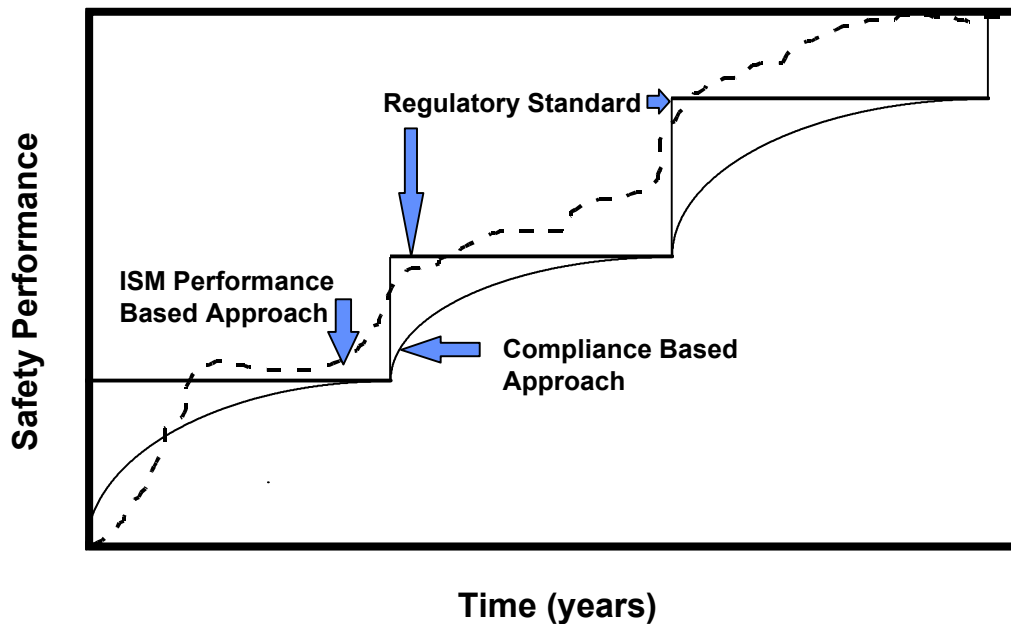 Regulatory Standard
ISM Performance
Based Approach
Compliance Based
Approach
Safety Performance
Time (years)